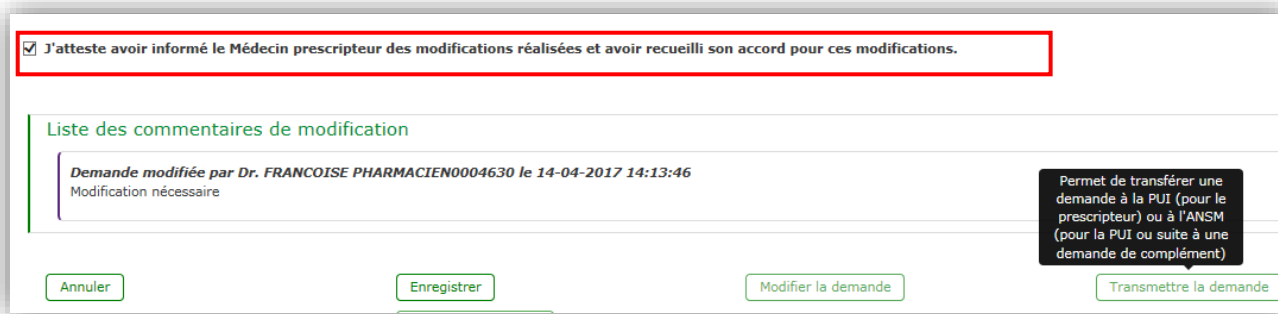 J'atteste avoir informé le Médecin prescripteur des modifications réalisées et avoir recueilli son accord pour ces modifications.
Liste des commentaires de modification
Demande modifiée par Dr. FRANCOISE PHARMACIEN0004630 le 14-04-2017 14:13:46
Modification nécessaire
Permet de transférer une
demande à la PUI (pour le
prescripteur) ou à l'ANSM
(pour la PUI ou suite à une
demande de complément)
Annuler
Enregistrer
Modifier la demande
Transmettre la demande